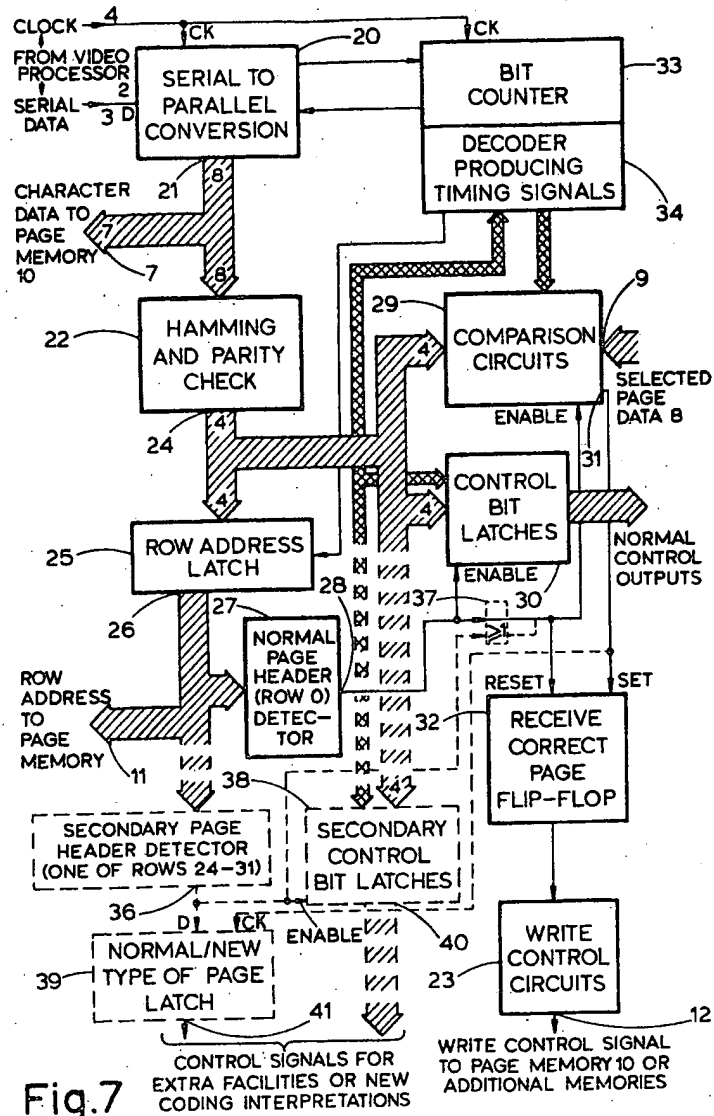 CLOCK 4
CK
20
CK
FROM VIDEO
PROCESSOR
2
SERIAL
DATA
3 D
SERIAL TO
PARALLEL
CONVERSION
BIT
COUNTER
33
DECODER
PRODUCING
TIMING SIGNALS
34
21
8
CHARACTER
DATA TO
PAGE
MEMORY
10
7
7
8
22
HAMMING
AND PARITY
CHECK
24
4
29
COMPARISON
CIRCUITS
9
4
SELECTED
PAGE
DATA 8
ENABLE
31
4
25
ROW ADDRESS
LATCH
26
CONTROL
BIT
LATCHES
4
NORMAL
CONTROL
OUTPUTS
ENABLE
30
28
27
NORMAL
PAGE
HEADER
(ROW 0)
DETEC-
TOR
37
≥1
ROW
ADDRESS
TO
PAGE
MEMORY
11
RESET
SET
32
RECEIVE
CORRECT
PAGE
FLIP-FLOP
38
4
SECONDARY PAGE
HEADER DETECTOR
(ONE OF ROWS 24-31)
36
SECONDARY
CONTROL
BIT LATCHES
40
ENABLE
D
CK
39
NORMAL/NEW
TYPE OF PAGE
LATCH
41
23
WRITE
CONTROL
CIRCUITS
12
CONTROL SIGNALS FOR
EXTRA FACILITIES OR NEW
CODING INTERPRETATIONS
WRITE CONTROL SIGNAL
TO PAGE MEMORY 10 OR
ADDITIONAL MEMORIES
Fig.7